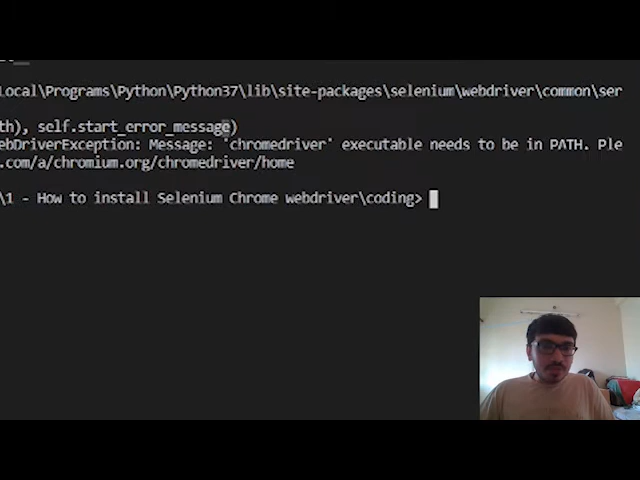 ocal\Programs\Python\Python37\lib\site-packages\selenium\webdriver\common\ser
th), self.start_error_message)
ebDriverException: Message: 'chromedriver' executable needs to be in PATH. Ple
.com/a/chromium.org/chromedriver/home
\1 - How to install Selenium Chrome webdriver\coding>